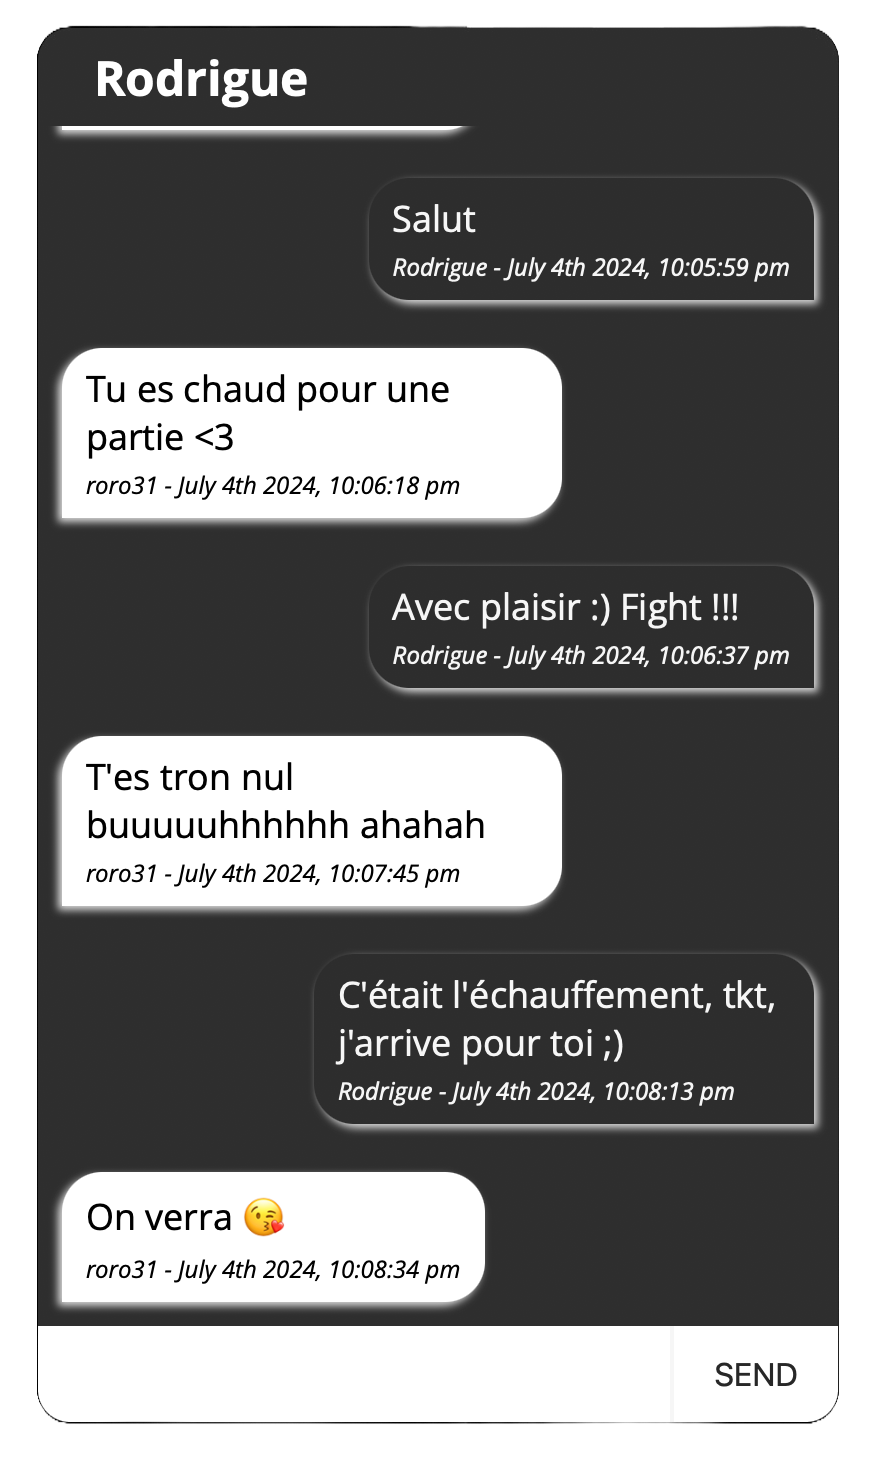 Rodrigue
Salut
Rodrigue - July 4th 2024, 10:05:59 pm
Tu es chaud pour une
partie <3
roro31 - July 4th 2024, 10:06:18 pm
Avec plaisir :) Fight !!!
Rodrigue - July 4th 2024, 10:06:37 pm
T'es tron nul
buuuuuhhhhhh ahahah
roro31 - July 4th 2024, 10:07:45 pm
C'était l'échauffement, tkt,
j'arrive pour toi ;)
Rodrigue - July 4th 2024, 10:08:13 pm
On verra 😘
roro31 - July 4th 2024, 10:08:34 pm
SEND